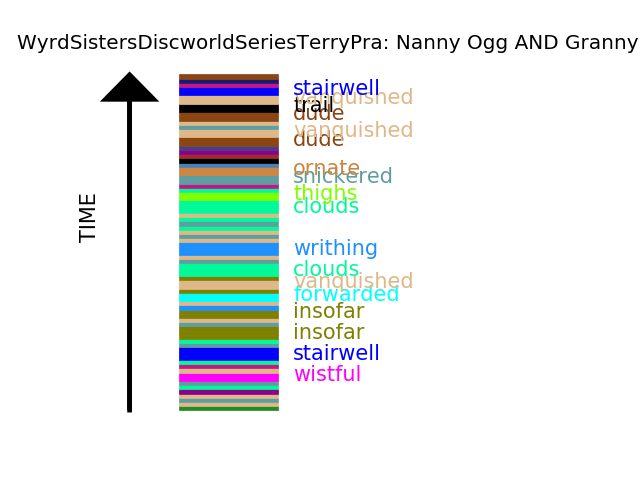 WyrdSistersDiscworldSeriesTerryPra: Nanny Ogg AND Granny
stairwell
vanquished
trail
dude
vanquished
dude
ornate
snickered
thighs
clouds
writhing
clouds
vanquished
forwarded
insofar
insofar
stairwell
wistful
TIME